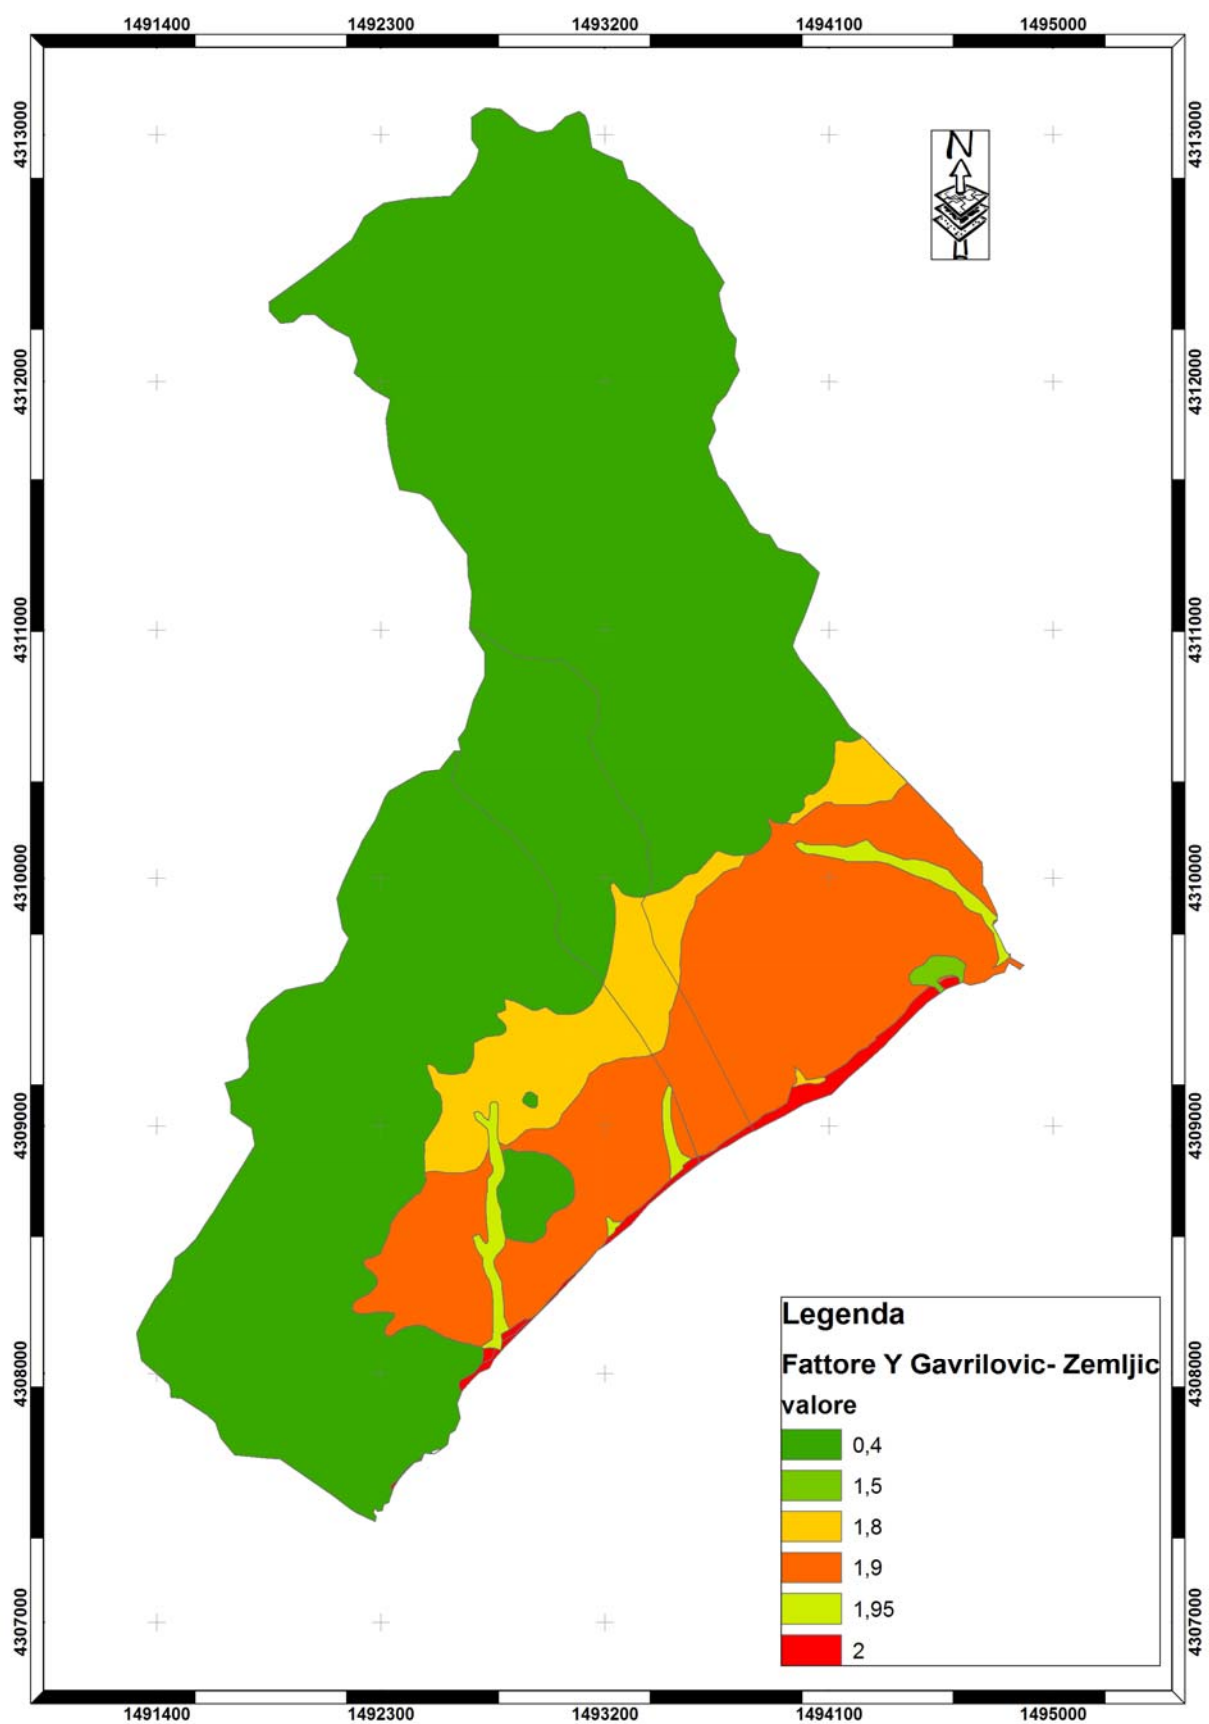 1491400 1492300 1493200 1494100 1495000
N
4313000 4313000
4312000 4312000
4311000 4311000
4310000 4310000
4309000 4309000
4308000 4308000
4307000 4307000
Legenda
Fattore Y Gavrilovic- Zemljic
valore
0,4
1,5
1,8
1,9
1,95
2
1491400 1492300 1493200 1494100 1495000